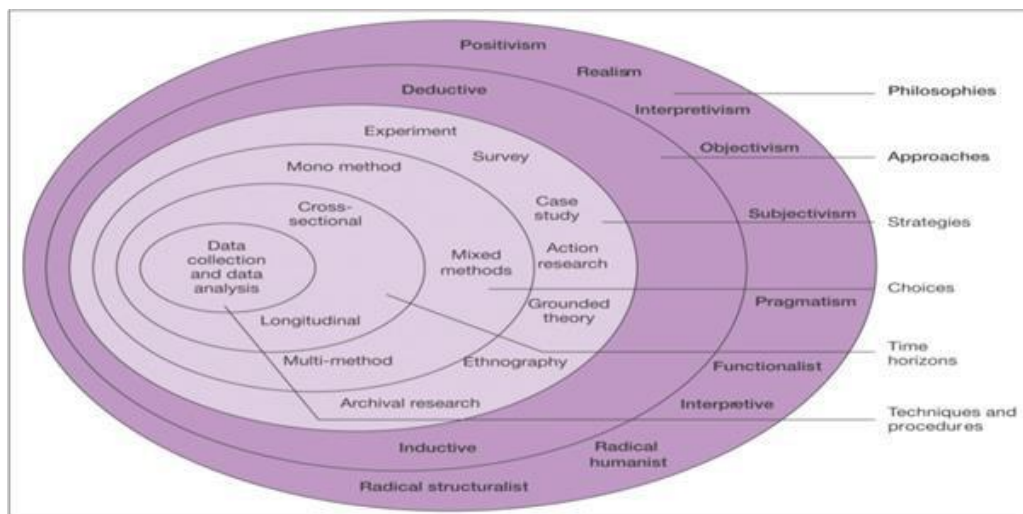 Positivism
Realism
Philosophies
Deductive
Interpretivism
Experiment
Objectivism
Approaches
Survey
Mono method
Case
study
Cross-
sectional
Subjectivism
Strategies
Data
collection
and data
analysis
Mixed
methods
Action
research
Choices
Pragmatism
Grounded
theory
Longitudinal
Time
horizons
Multi-method
Ethnography
Functionalist
Archival research
Interpretive
Techniques and
procedures
Inductive
Radical
humanist
Radical structuralist